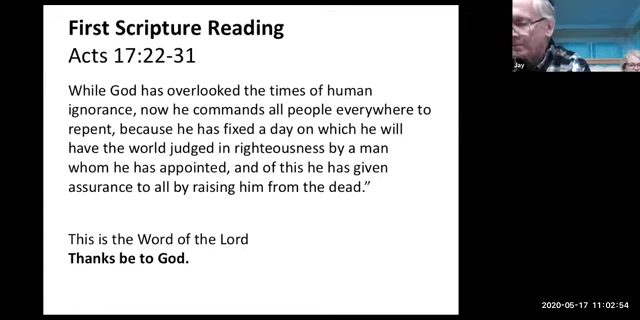 First Scripture Reading
Acts 17:22-31
While God has overlooked the times of human
ignorance, now he commands all people everywhere to
repent, because he has fixed a day on which he will
have the world judged in righteousness by a man
whom he has appointed, and of this he has given
assurance to all by raising him from the dead.”
This is the Word of the Lord
Thanks be to God.
Jay
2020-05-17 11:02:54